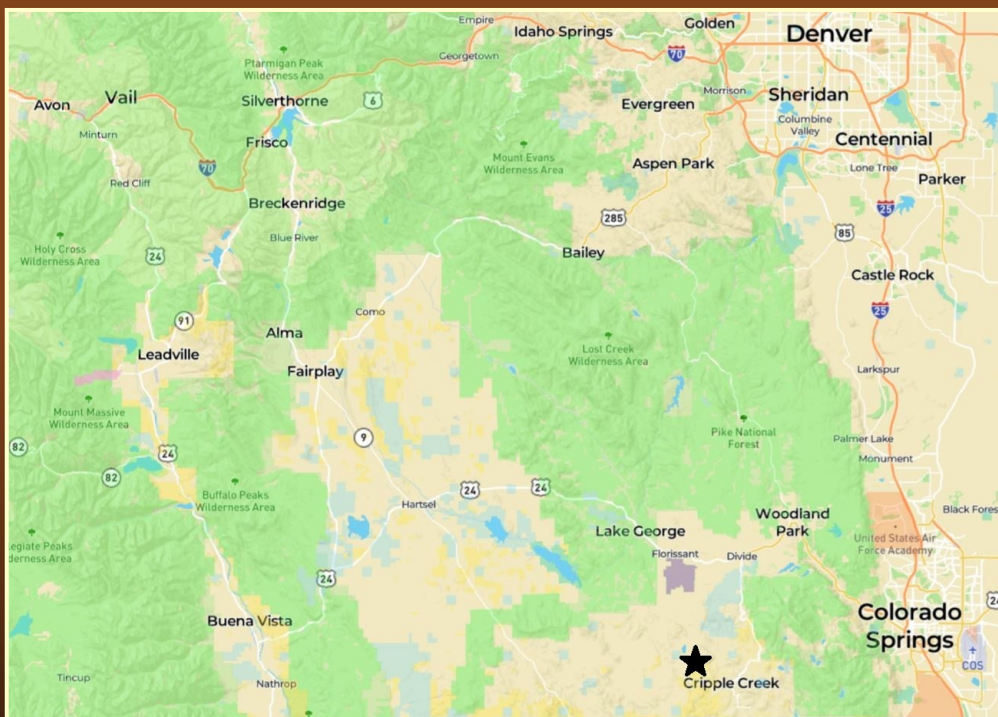 Empire
Golden
Idaho Springs
Denver
70
Georgetown
Ptarmigan Peak
Wilderness Area
Avon
Vail
Silverthorne
6
Evergreen
Morrison
Sheridan
Columbine
Valley
Minturn
Frisco
Centennial
70
Mount Evans
Wilderness Area
Aspen Park
Lone Tree
Parker
Red Cliff
Breckenridge
285
25
Blue River
85
Holy Cross
Wilderness Area
24
Bailey
Castle Rock
Como
25
91
Alma
Leadville
Lost Creek
Wilderness Area
Fairplay
Larkspur
Mount Massive
Wilderness Area
Pike National
Forest
82
9
Palmer Lake
24
Monument
82
24
24
Buffalo Peaks
Wilderness Area
Hartsel
Woodland
Park
Black Fores
Lake George
legiate Peaks
derness Area
United States Air
Force Academy
Florissant
Divide
24
Colorado
Springs
24
Buena Vista
COS
Tincup
Nathrop
Cripple Creek